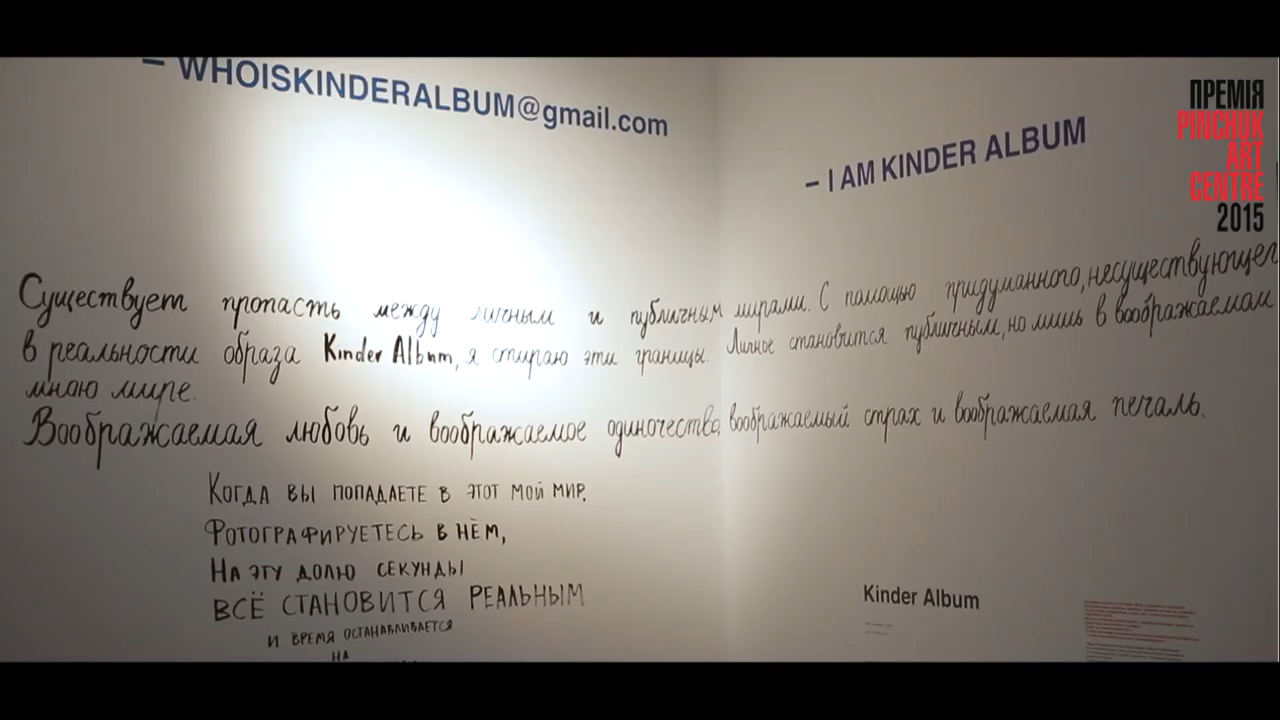 – WHOISKINDERALBUM@gmail.com
– I AM KINDER ALBUM
ПРЕМІЯ
PINCHUK
ART
CENTRE
2015
Существует пропасть между личным и публичным мирами. С помощью придуманного, несуществующег
в реальности образа Kinder Album, я стираю эти границы. Личное становится публичным, но лишь в воображаемом
мною мире.
Воображаемая любовь и воображаемое одиночество, воображаемый страх и воображаемая печаль.
КОГДА ВЫ ПОПАДАЕТЕ В ЭТОТ МОЙ МИР,
ФОТОГРАФИРУЕТЕСЬ В НЁМ,
НА ЭТУ ДОЛЮ СЕКУНДЫ
ВСЁ СТАНОВИТСЯ РЕАЛЬНЫМ
И ВРЕМЯ ОСТАНАВЛИВАЕТСЯ
НА
Kinder Album